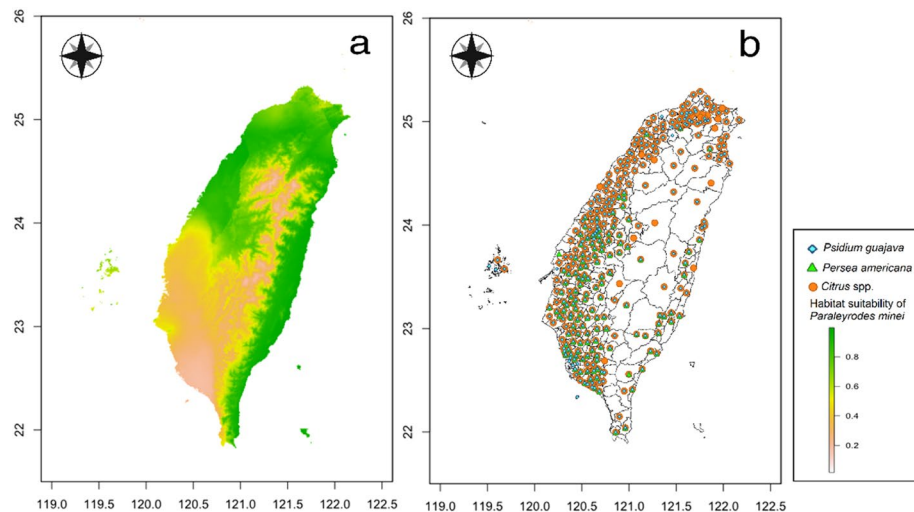 a
26
25
24
23
22
119.0 119.5 120.0 120.5 121.0 121.5 122.0 122.5
b
26
25
24
23
22
119.0 119.5 120.0 120.5 121.0 121.5 122.0 122.5
Psidium guajava
Persea americana
Citrus spp.
Habitat suitability of
Paraleyrodes minei
0.8
0.6
0.4
0.2